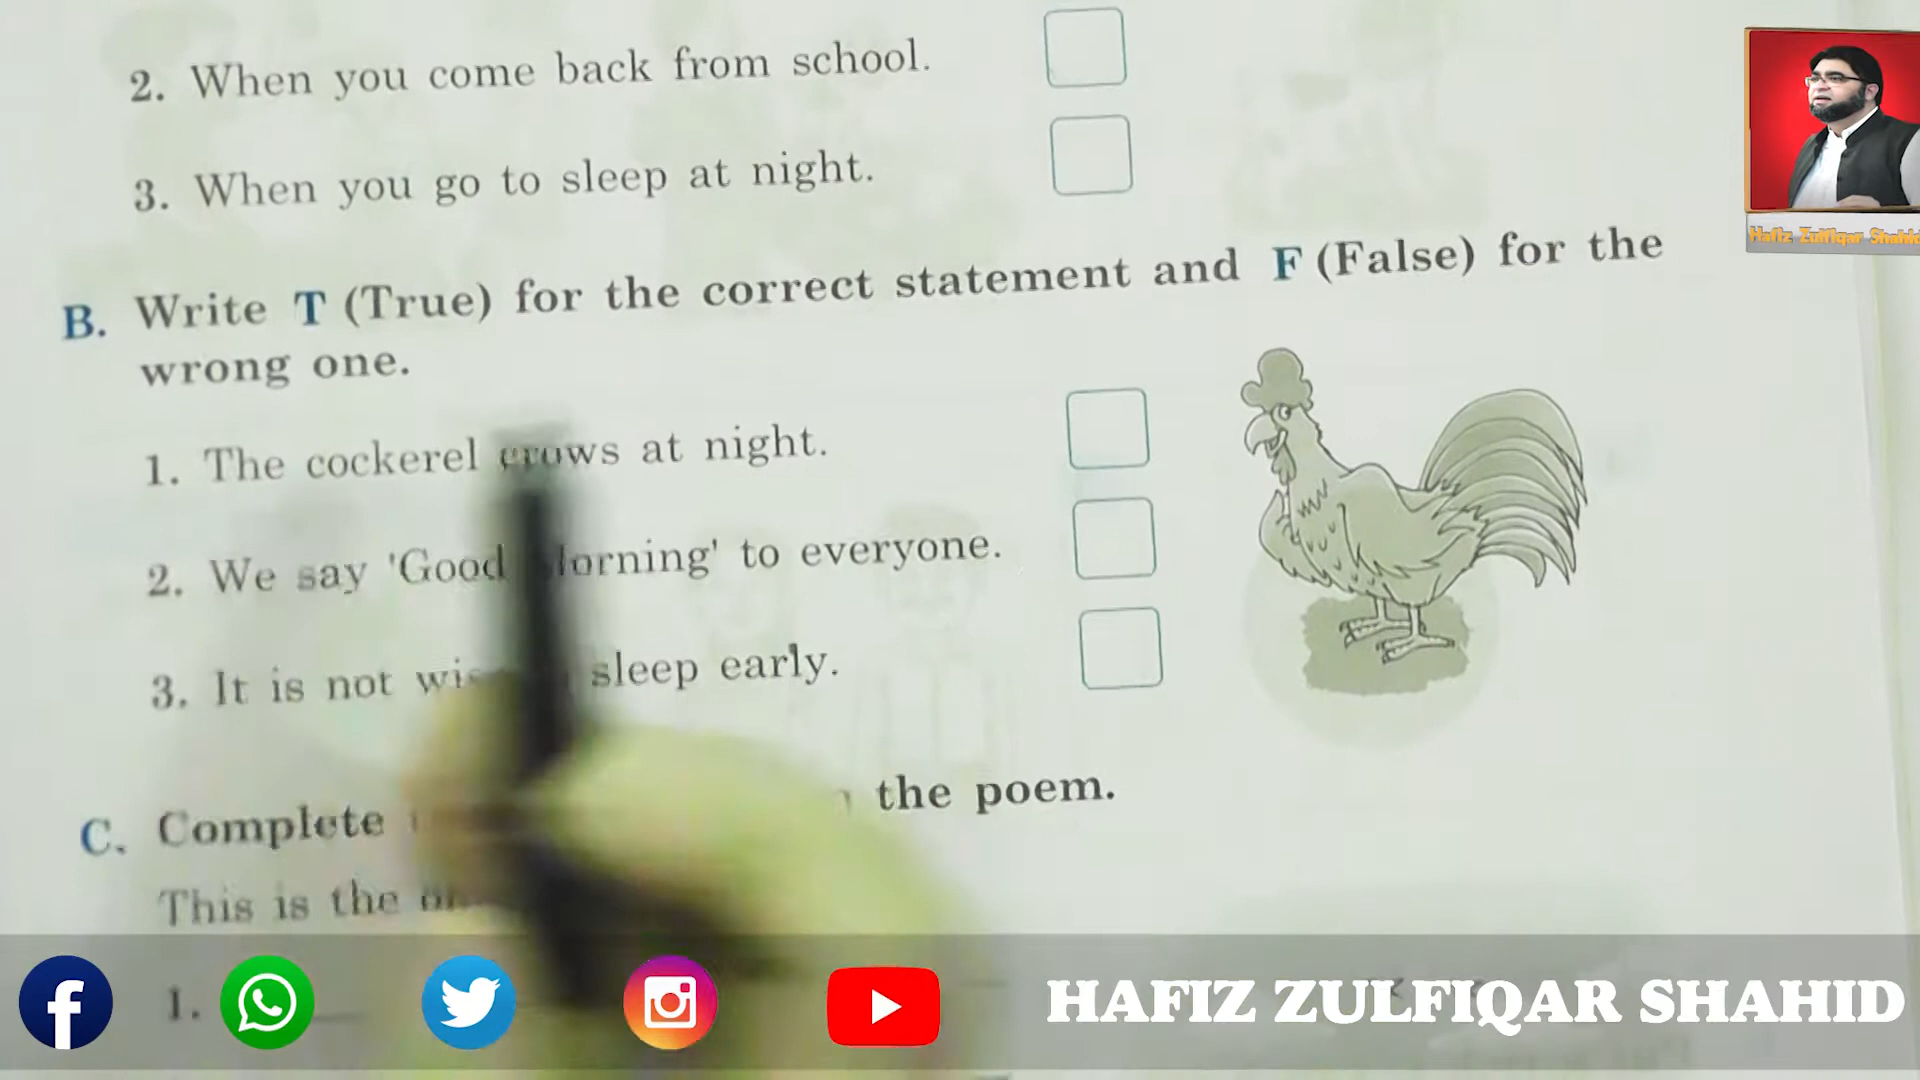 2. When you come back from school.
3. When you go to sleep at night.
B. Write T (True) for the correct statement and F (False) for the
wrong one.
1. The cockerel crows at night.
2. We say 'Good Morning' to everyone.
3. It is not sleep early.
C. Complete the poem.
This is the
1.
Hafiz Zulfiqar Shahid
HAFIZ ZULFIQAR SHAHID